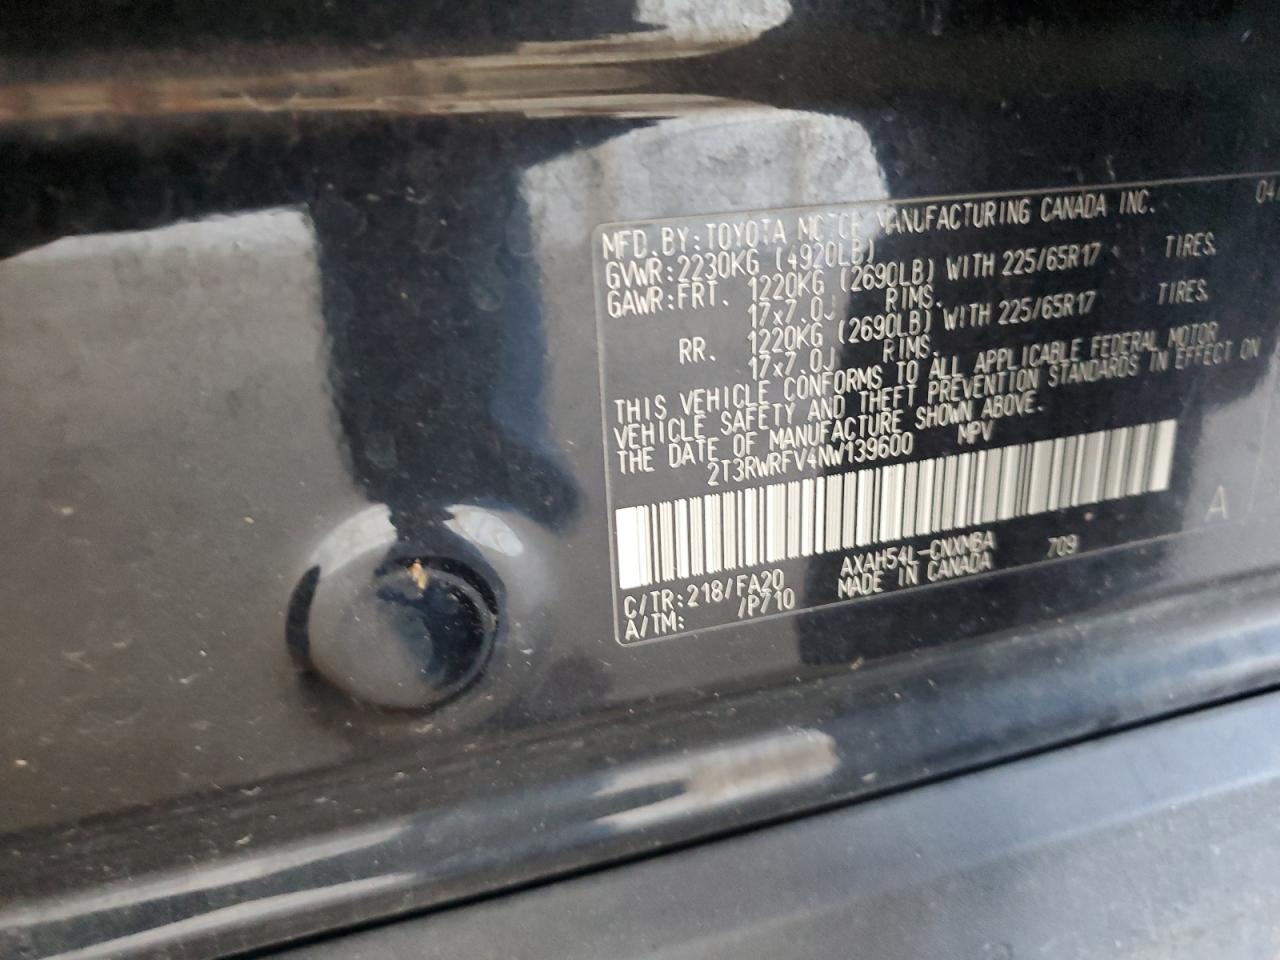 MFD. BY: TOYOTA MOTOR MANUFACTURING CANADA INC. 04
GVWR: 2230KG (4920LB)
GAWR: FRT. 1220KG (2690LB) WITH 225/65R17 TIRES.
17x7.0J RIMS.
RR. 1220KG (2690LB) WITH 225/65R17 TIRES.
17x7.0J RIMS.
THIS VEHICLE CONFORMS TO ALL APPLICABLE FEDERAL MOTOR
VEHICLE SAFETY AND THEFT PREVENTION STANDARDS IN EFFECT ON
THE DATE OF MANUFACTURE SHOWN ABOVE.
2T3RWRFV4NW139600 MPV
C/TR: 218/FA20 AXAH54L-CNXMBA 709 A
A/TM: /P710 MADE IN CANADA